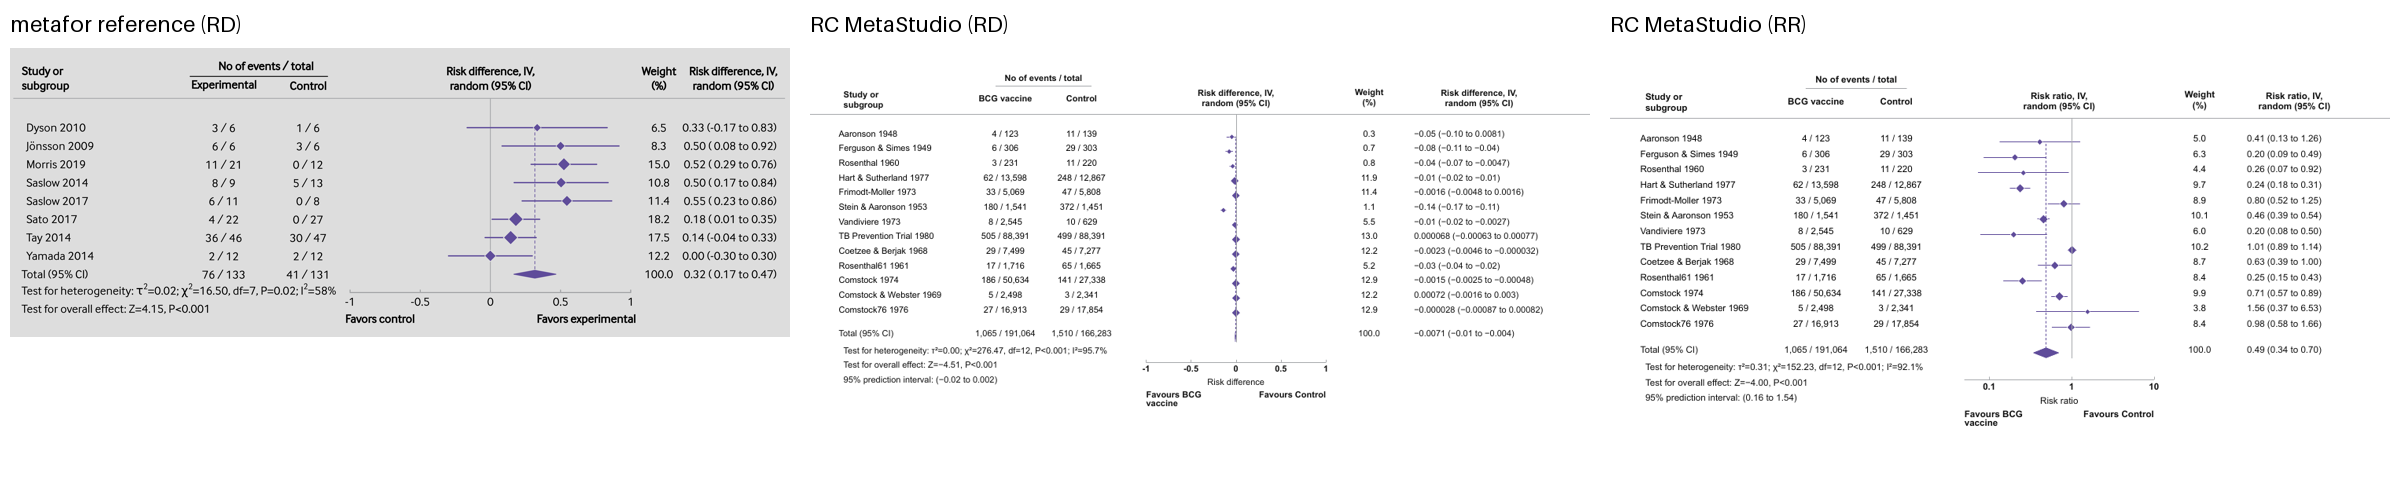 metafor reference (RD)
Study or subgroup
No of events / total
Experimental Control
Risk difference, IV, random (95% CI)
Weight (%)
Risk difference, IV, random (95% CI)
Dyson 2010 3 / 6 1 / 6 6.5 0.33 (-0.17 to 0.83)
Jönsson 2009 6 / 6 3 / 6 8.3 0.50 (0.08 to 0.92)
Morris 2019 11 / 21 0 / 12 15.0 0.52 (0.29 to 0.76)
Saslow 2014 8 / 9 5 / 13 10.8 0.50 (0.17 to 0.84)
Saslow 2017 6 / 11 0 / 8 11.4 0.55 (0.23 to 0.86)
Sato 2017 4 / 22 0 / 27 18.2 0.18 (0.01 to 0.35)
Tay 2014 36 / 46 30 / 47 17.5 0.14 (-0.04 to 0.33)
Yamada 2014 2 / 12 2 / 12 12.2 0.00 (-0.30 to 0.30)
Total (95% CI) 76 / 133 41 / 131 100.0 0.32 (0.17 to 0.47)
Test for heterogeneity: τ²=0.02; χ²=16.50, df=7, P=0.02; I²=58%
Test for overall effect: Z=4.15, P<0.001
-1 -0.5 0 0.5 1
Favors control Favors experimental
RC MetaStudio (RD)
Study or subgroup
No of events / total
BCG vaccine Control
Risk difference, IV, random (95% CI)
Weight (%)
Risk difference, IV, random (95% CI)
Aaronson 1948 4 / 123 11 / 139 0.3 −0.05 (−0.10 to 0.0081)
Ferguson & Simes 1949 6 / 306 29 / 303 0.7 −0.08 (−0.11 to −0.04)
Rosenthal 1960 3 / 231 11 / 220 0.8 −0.04 (−0.07 to −0.0047)
Hart & Sutherland 1977 62 / 13,598 248 / 12,867 11.9 −0.01 (−0.02 to −0.01)
Frimodt-Moller 1973 33 / 5,069 47 / 5,808 11.4 −0.0016 (−0.0048 to 0.0016)
Stein & Aaronson 1953 180 / 1,541 372 / 1,451 1.1 −0.14 (−0.17 to −0.11)
Vandiviere 1973 8 / 2,545 10 / 629 5.5 −0.01 (−0.02 to −0.0027)
TB Prevention Trial 1980 505 / 88,391 499 / 88,391 13.0 0.000068 (−0.00063 to 0.00077)
Coetzee & Berjak 1968 29 / 7,499 45 / 7,277 12.2 −0.0023 (−0.0046 to −0.000032)
Rosenthal61 1961 17 / 1,716 65 / 1,665 5.2 −0.03 (−0.04 to −0.02)
Comstock 1974 186 / 50,634 141 / 27,338 12.9 −0.0015 (−0.0025 to −0.00048)
Comstock & Webster 1969 5 / 2,498 3 / 2,341 12.2 0.00072 (−0.0016 to 0.003)
Comstock76 1976 27 / 16,913 29 / 17,854 12.9 −0.000028 (−0.00087 to 0.00082)
Total (95% CI) 1,065 / 191,064 1,510 / 166,283 100.0 −0.0071 (−0.01 to −0.004)
Test for heterogeneity: τ²=0.00; χ²=276.47, df=12, P<0.001; I²=95.7%
Test for overall effect: Z=−4.51, P<0.001
95% prediction interval: (−0.02 to 0.002)
-1 -0.5 0 0.5 1
Risk difference
Favours BCG vaccine Favours Control
RC MetaStudio (RR)
Study or subgroup
No of events / total
BCG vaccine Control
Risk ratio, IV, random (95% CI)
Weight (%)
Risk ratio, IV, random (95% CI)
Aaronson 1948 4 / 123 11 / 139 5.0 0.41 (0.13 to 1.26)
Ferguson & Simes 1949 6 / 306 29 / 303 6.3 0.20 (0.09 to 0.49)
Rosenthal 1960 3 / 231 11 / 220 4.4 0.26 (0.07 to 0.92)
Hart & Sutherland 1977 62 / 13,598 248 / 12,867 9.7 0.24 (0.18 to 0.31)
Frimodt-Moller 1973 33 / 5,069 47 / 5,808 8.9 0.80 (0.52 to 1.25)
Stein & Aaronson 1953 180 / 1,541 372 / 1,451 10.1 0.46 (0.39 to 0.54)
Vandiviere 1973 8 / 2,545 10 / 629 6.0 0.20 (0.08 to 0.50)
TB Prevention Trial 1980 505 / 88,391 499 / 88,391 10.2 1.01 (0.89 to 1.14)
Coetzee & Berjak 1968 29 / 7,499 45 / 7,277 8.7 0.63 (0.39 to 1.00)
Rosenthal61 1961 17 / 1,716 65 / 1,665 8.4 0.25 (0.15 to 0.43)
Comstock 1974 186 / 50,634 141 / 27,338 9.9 0.71 (0.57 to 0.89)
Comstock & Webster 1969 5 / 2,498 3 / 2,341 3.8 1.56 (0.37 to 6.53)
Comstock76 1976 27 / 16,913 29 / 17,854 8.4 0.98 (0.58 to 1.66)
Total (95% CI) 1,065 / 191,064 1,510 / 166,283 100.0 0.49 (0.34 to 0.70)
Test for heterogeneity: τ²=0.31; χ²=152.23, df=12, P<0.001; I²=92.1%
Test for overall effect: Z=−4.00, P<0.001
95% prediction interval: (0.16 to 1.54)
0.1 1 10
Risk ratio
Favours BCG vaccine Favours Control